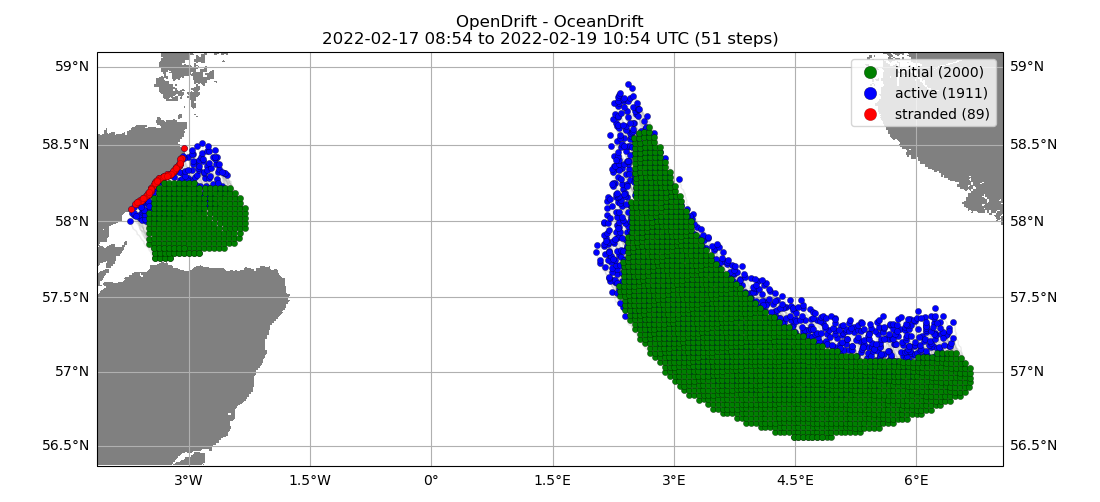 OpenDrift - OceanDrift
2022-02-17 08:54 to 2022-02-19 10:54 UTC (51 steps)
59°N
59°N
initial (2000)
active (1911)
stranded (89)
58.5°N
58.5°N
58°N
58°N
57.5°N
57.5°N
57°N
57°N
56.5°N
56.5°N
3°W
1.5°W
0°
1.5°E
3°E
4.5°E
6°E